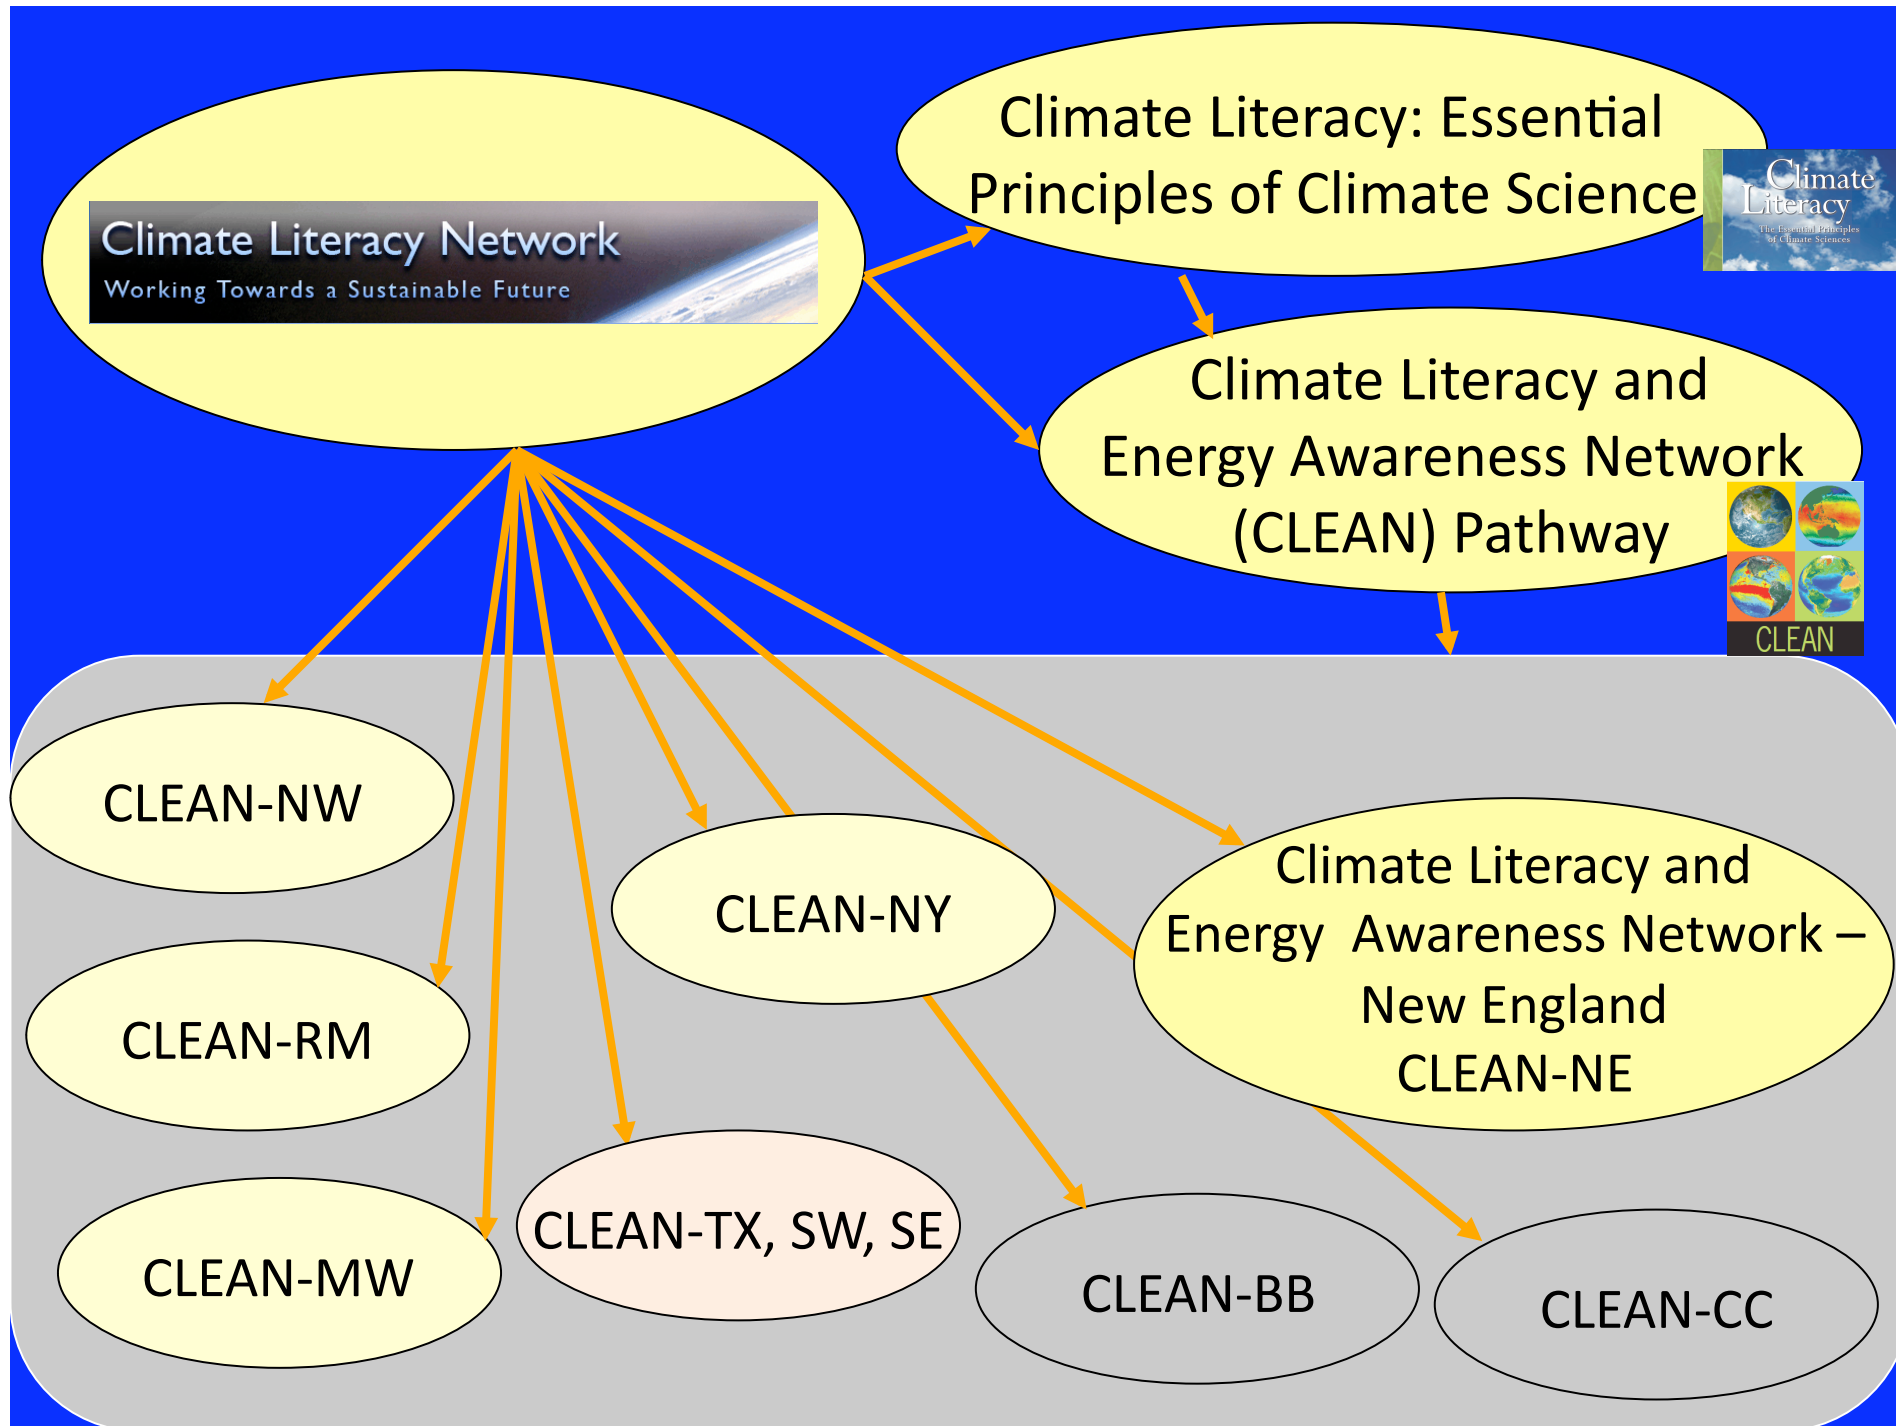 Climate Literacy: Essential
Principles of Climate Science
Climate
Literacy
The Essential Principles
of Climate Sciences
Climate Literacy Network
Working Towards a Sustainable Future
Climate Literacy and
Energy Awareness Network
(CLEAN) Pathway
CLEAN
CLEAN-NW
CLEAN-NY
Climate Literacy and
Energy  Awareness Network –
New England
CLEAN-NE
CLEAN-RM
CLEAN-MW
CLEAN-TX, SW, SE
CLEAN-BB
CLEAN-CC